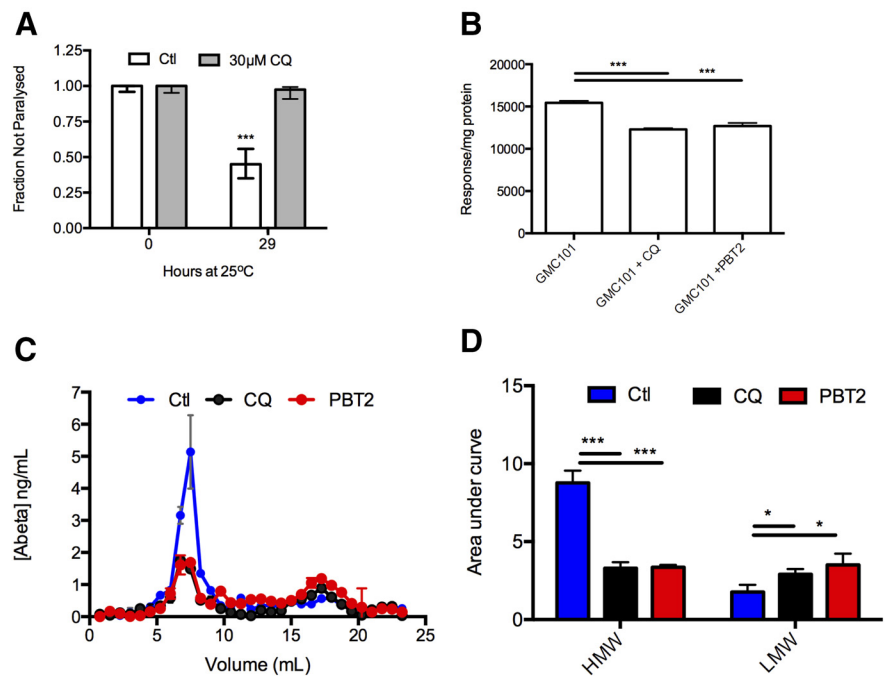 A
Ctl
30µM CQ
1.25
1.00
0.75
0.50
0.25
0.00
***
0
29
Fraction Not Paralysed
Hours at 25ºC
B
***
***
20000
15000
10000
5000
0
Response/mg protein
GMC101
GMC101 + CQ
GMC101 +PBT2
C
Ctl
CQ
PBT2
7
6
5
4
3
2
1
0
[Abeta] ng/mL
0
5
10
15
20
25
Volume (mL)
D
Ctl
CQ
PBT2
15
10
5
0
***
***
*
*
Area under curve
HMW
LMW